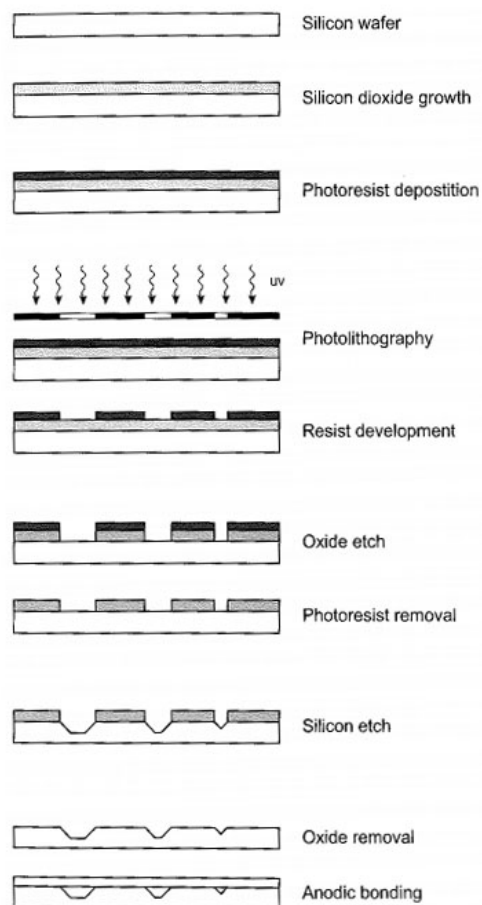 Silicon wafer
Silicon dioxide growth
Photoresist depostition
uv
Photolithography
Resist development
Oxide etch
Photoresist removal
Silicon etch
Oxide removal
Anodic bonding